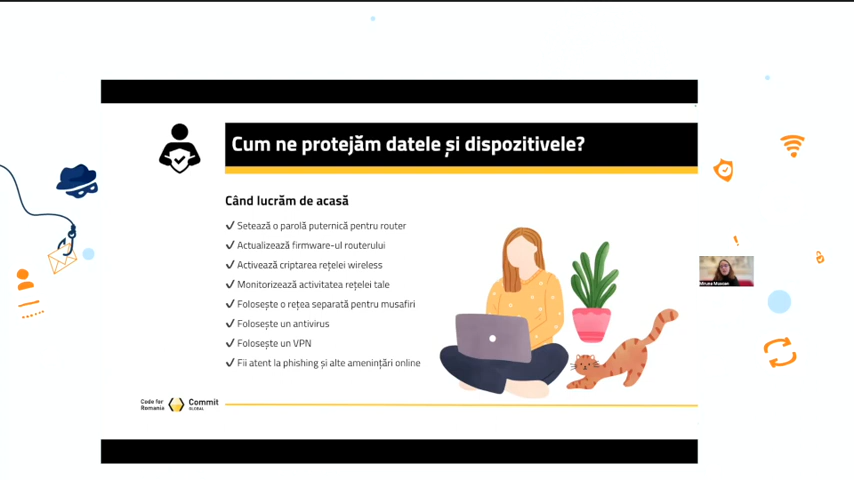 Cum ne protejăm datele și dispozitivele?
Când lucrăm de acasă
✓ Setează o parolă puternică pentru router
✓ Actualizează firmware-ul routerului
✓ Activează criptarea rețelei wireless
✓ Monitorizează activitatea rețelei tale
✓ Folosește o rețea separată pentru musafiri
✓ Folosește un antivirus
✓ Folosește un VPN
✓ Fii atent la phishing și alte amenințări online
Code for
Romania
Commit
GLOBAL